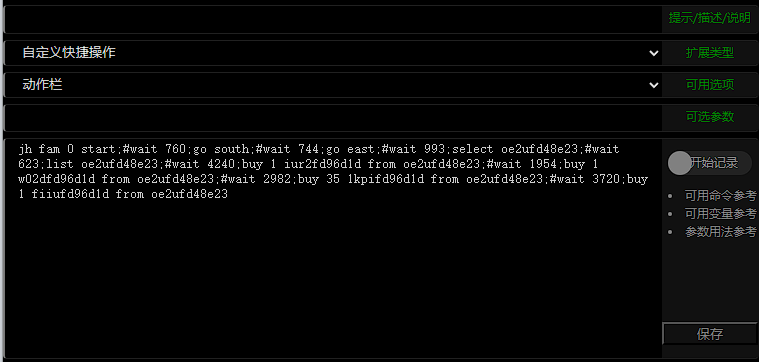 提示/描述/说明
自定义快捷操作
扩展类型
动作栏
可用选项
可选参数
jh fam 0 start;#wait 760;go south;#wait 744;go east;#wait 993;select oe2ufd48e23;#wait
623;list oe2ufd48e23;#wait 4240;buy 1 iur2fd96d1d from oe2ufd48e23;#wait 1954;buy 1
w02dfd96d1d from oe2ufd48e23;#wait 2982;buy 35 1kpifd96d1d from oe2ufd48e23;#wait 3720;buy
1 fiiufd96d1d from oe2ufd48e23
开始记录
可用命令参考
可用变量参考
参数用法参考
保存